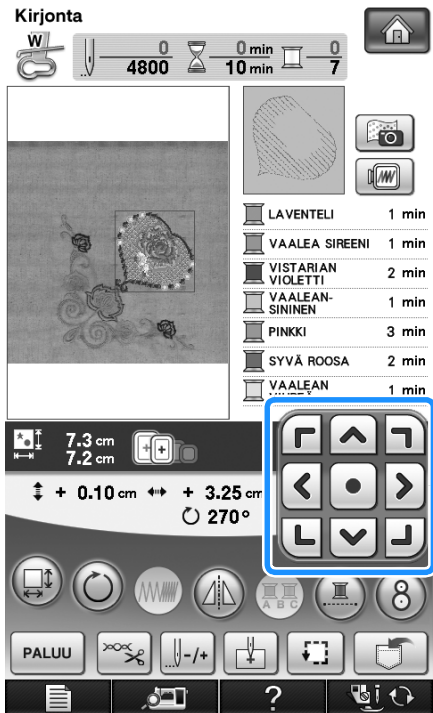 Kirjonta
W
0
4800
0 min
10 min
0
7
LAVENTELI 1 min
VAALEA SIREENI 1 min
VISTARIAN
VIOLETTI 2 min
VAALEAN-
SININEN 1 min
PINKKI 3 min
SYVÄ ROOSA 2 min
VAALEAN
1 min
7.3 cm
7.2 cm
+ 0.10 cm + 3.25 cm
270°
A B C
8
PALUU
-/+
?